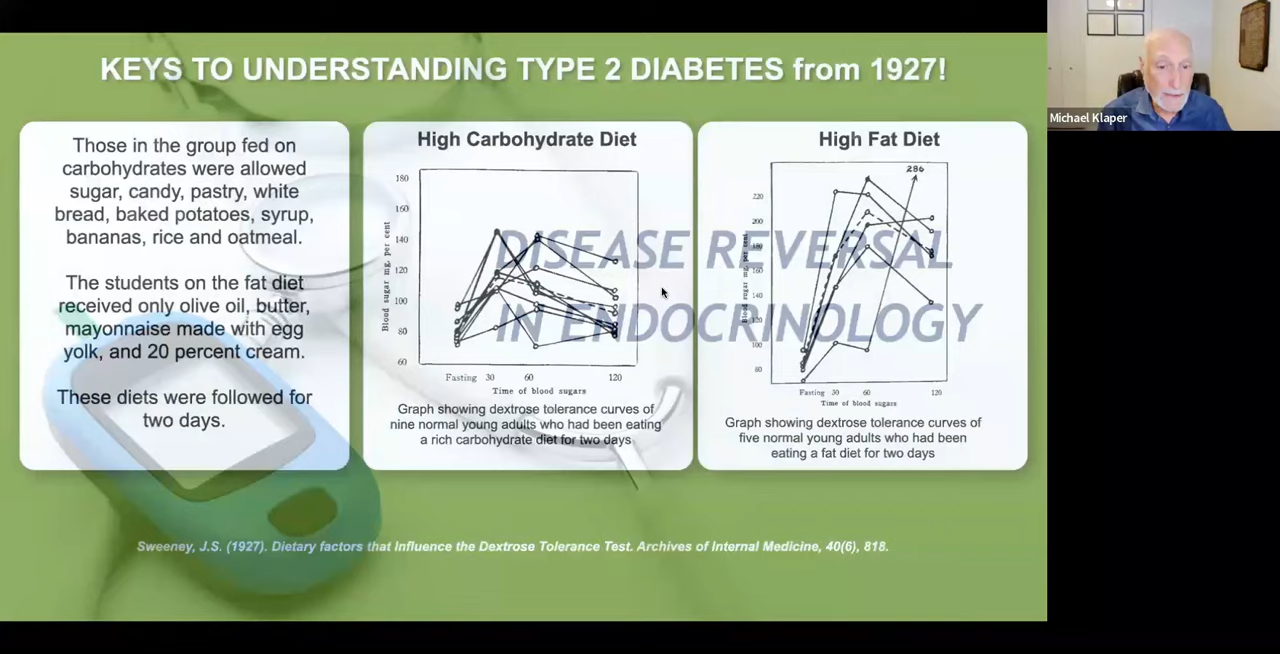 KEYS TO UNDERSTANDING TYPE 2 DIABETES from 1927!
Those in the group fed on
carbohydrates were allowed
sugar, candy, pastry, white
bread, baked potatoes, syrup,
bananas, rice and oatmeal.
The students on the fat diet
received only olive oil, butter,
mayonnaise made with egg
yolk, and 20 percent cream.
These diets were followed for
two days.
High Carbohydrate Diet
180
160
140
120
100
80
60
Blood sugar mg. per cent
Fasting 30 60 120
Time of blood sugars
Graph showing dextrose tolerance curves of
nine normal young adults who had been eating
a rich carbohydrate diet for two days
High Fat Diet
286
220
200
180
160
140
120
100
80
Blood sugar mg. per cent
Fasting 30 60 120
Time of blood sugars
Graph showing dextrose tolerance curves of
five normal young adults who had been
eating a fat diet for two days
DISEASE REVERSAL
IN ENDOCRINOLOGY
Sweeney, J.S. (1927). Dietary factors that Influence the Dextrose Tolerance Test. Archives of Internal Medicine, 40(6), 818.
Michael Klaper